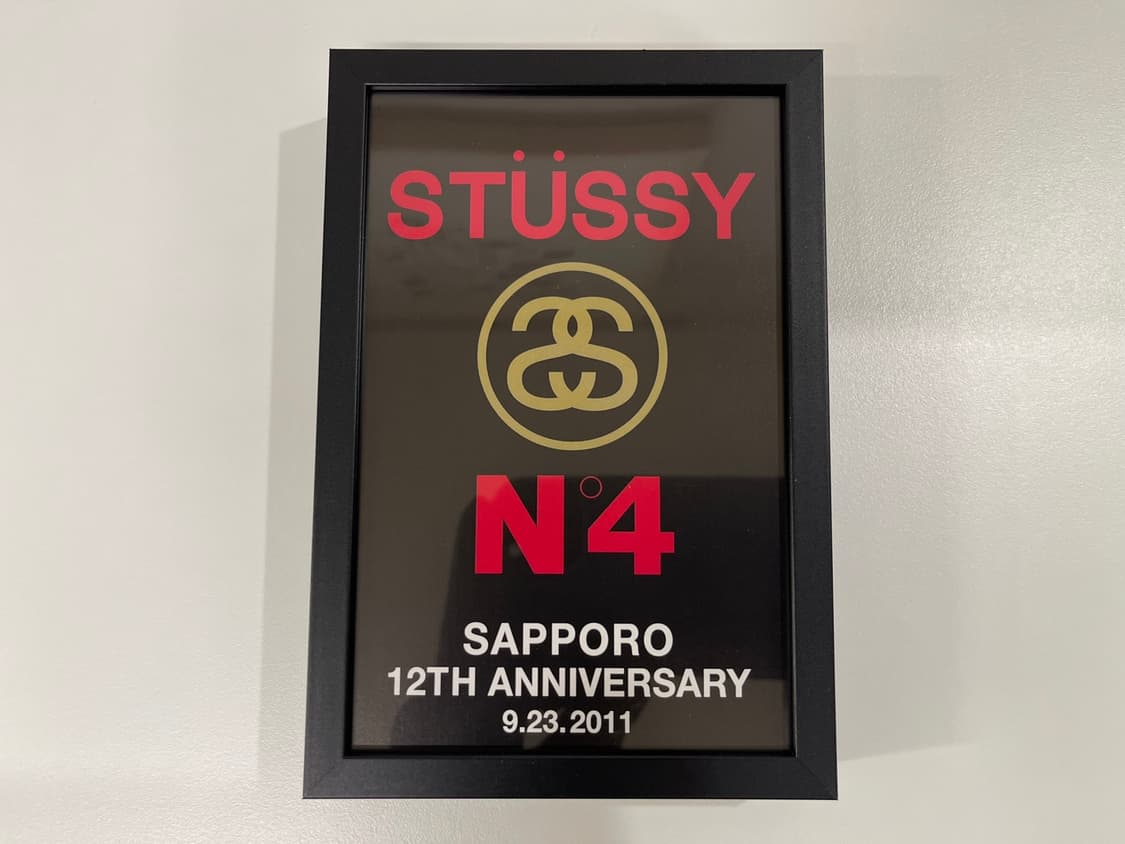 STÜSSY
N°4
SAPPORO
12TH ANNIVERSARY
9.23.2011